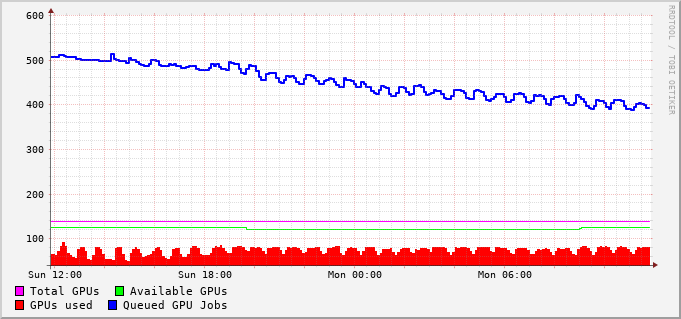 600
500
400
300
200
100
Sun 12:00 Sun 18:00 Mon 00:00 Mon 06:00
Total GPUs Available GPUs
GPUs used Queued GPU Jobs
RRDTOOL / TOBI OETIKER